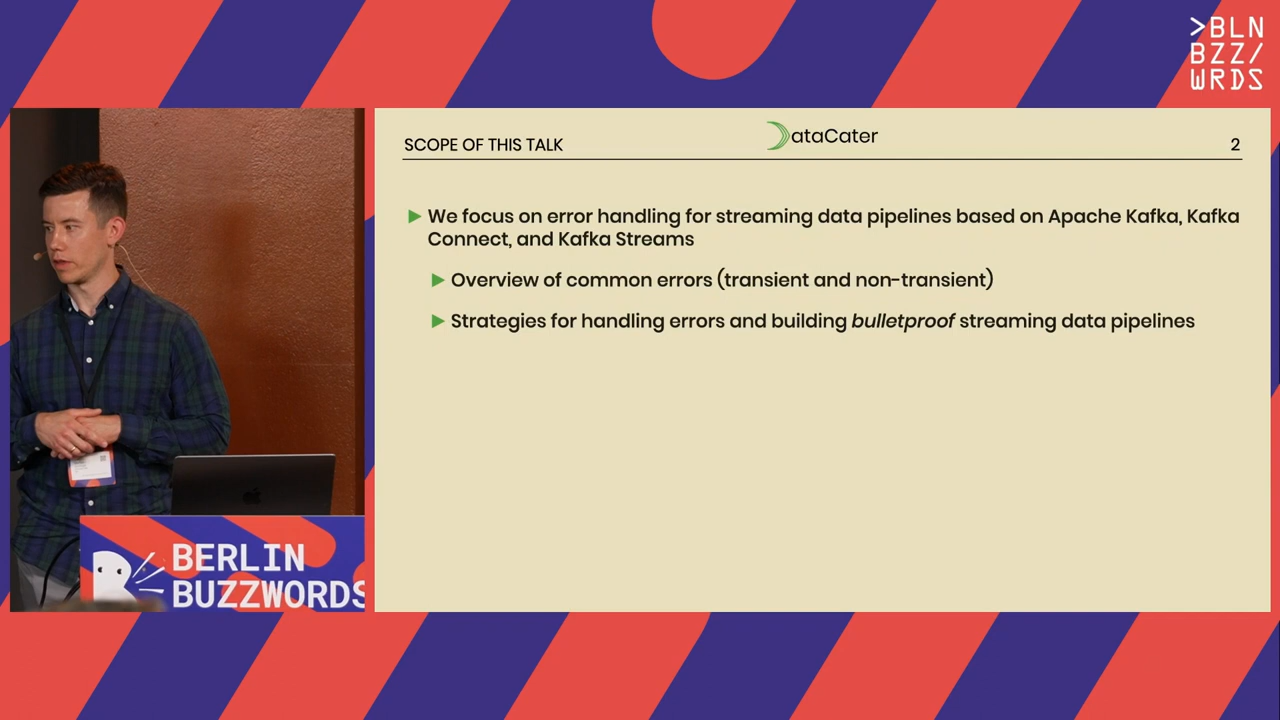 >BLN
BZZ/
WRDS
SCOPE OF THIS TALK
DataCater
2
We focus on error handling for streaming data pipelines based on Apache Kafka, Kafka
Connect, and Kafka Streams
Overview of common errors (transient and non-transient)
Strategies for handling errors and building bulletproof streaming data pipelines
BERLIN
BUZZWORDS